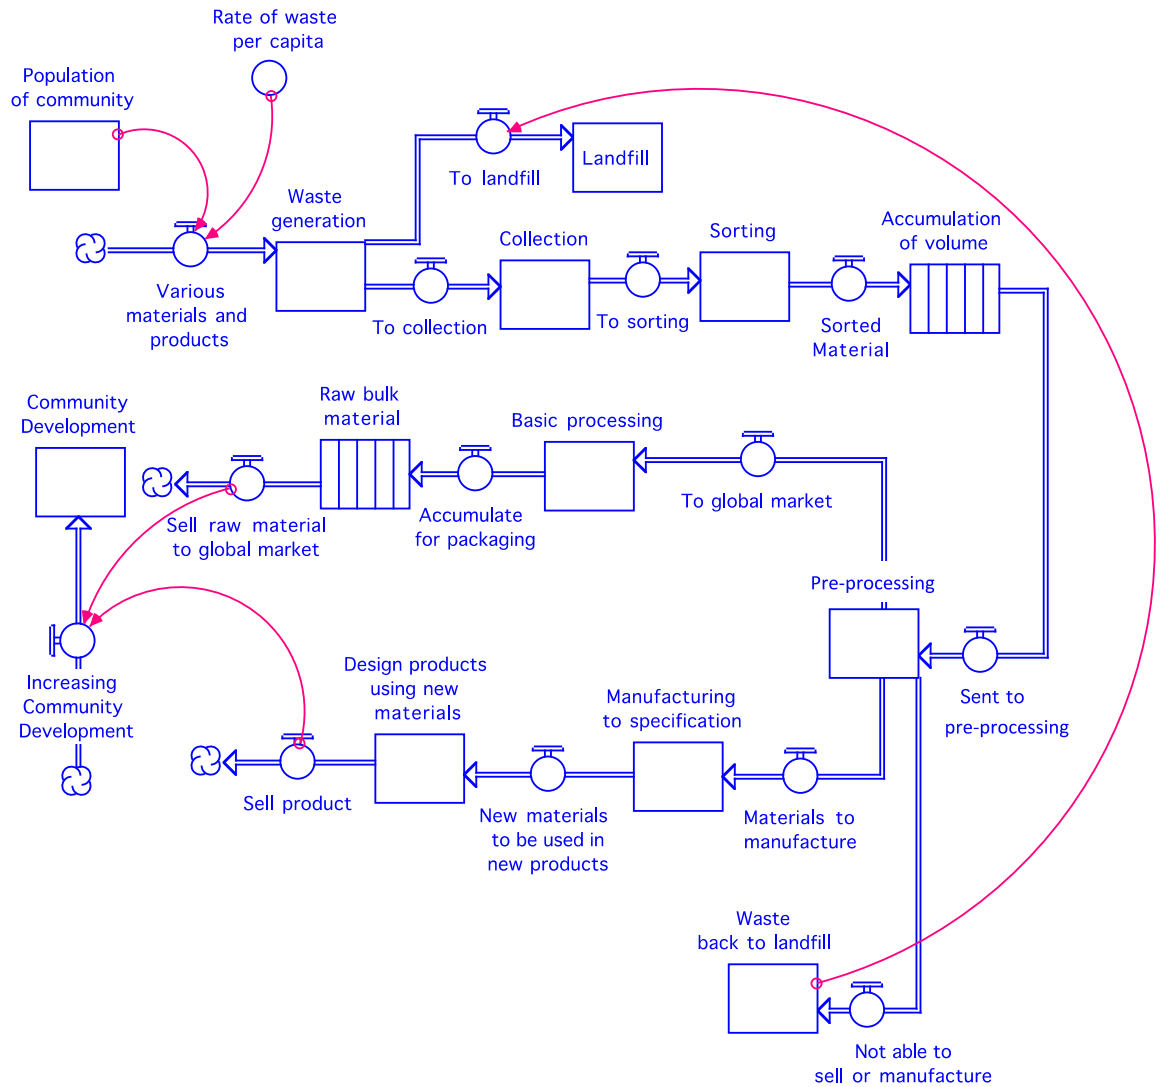 Rate of waste
per capita
Population
of community
To landfill
Landfill
Waste
generation
Various
materials and
products
To collection
Collection
To sorting
Sorting
Sorted
Material
Accumulation
of volume
Community
Development
Raw bulk
material
Basic processing
Sell raw material
to global market
Accumulate
for packaging
To global market
Pre-processing
Sent to
pre-processing
Increasing
Community
Development
Design products
using new
materials
Manufacturing
to specification
Sell product
New materials
to be used in
new products
Materials to
manufacture
Waste
back to landfill
Not able to
sell or manufacture